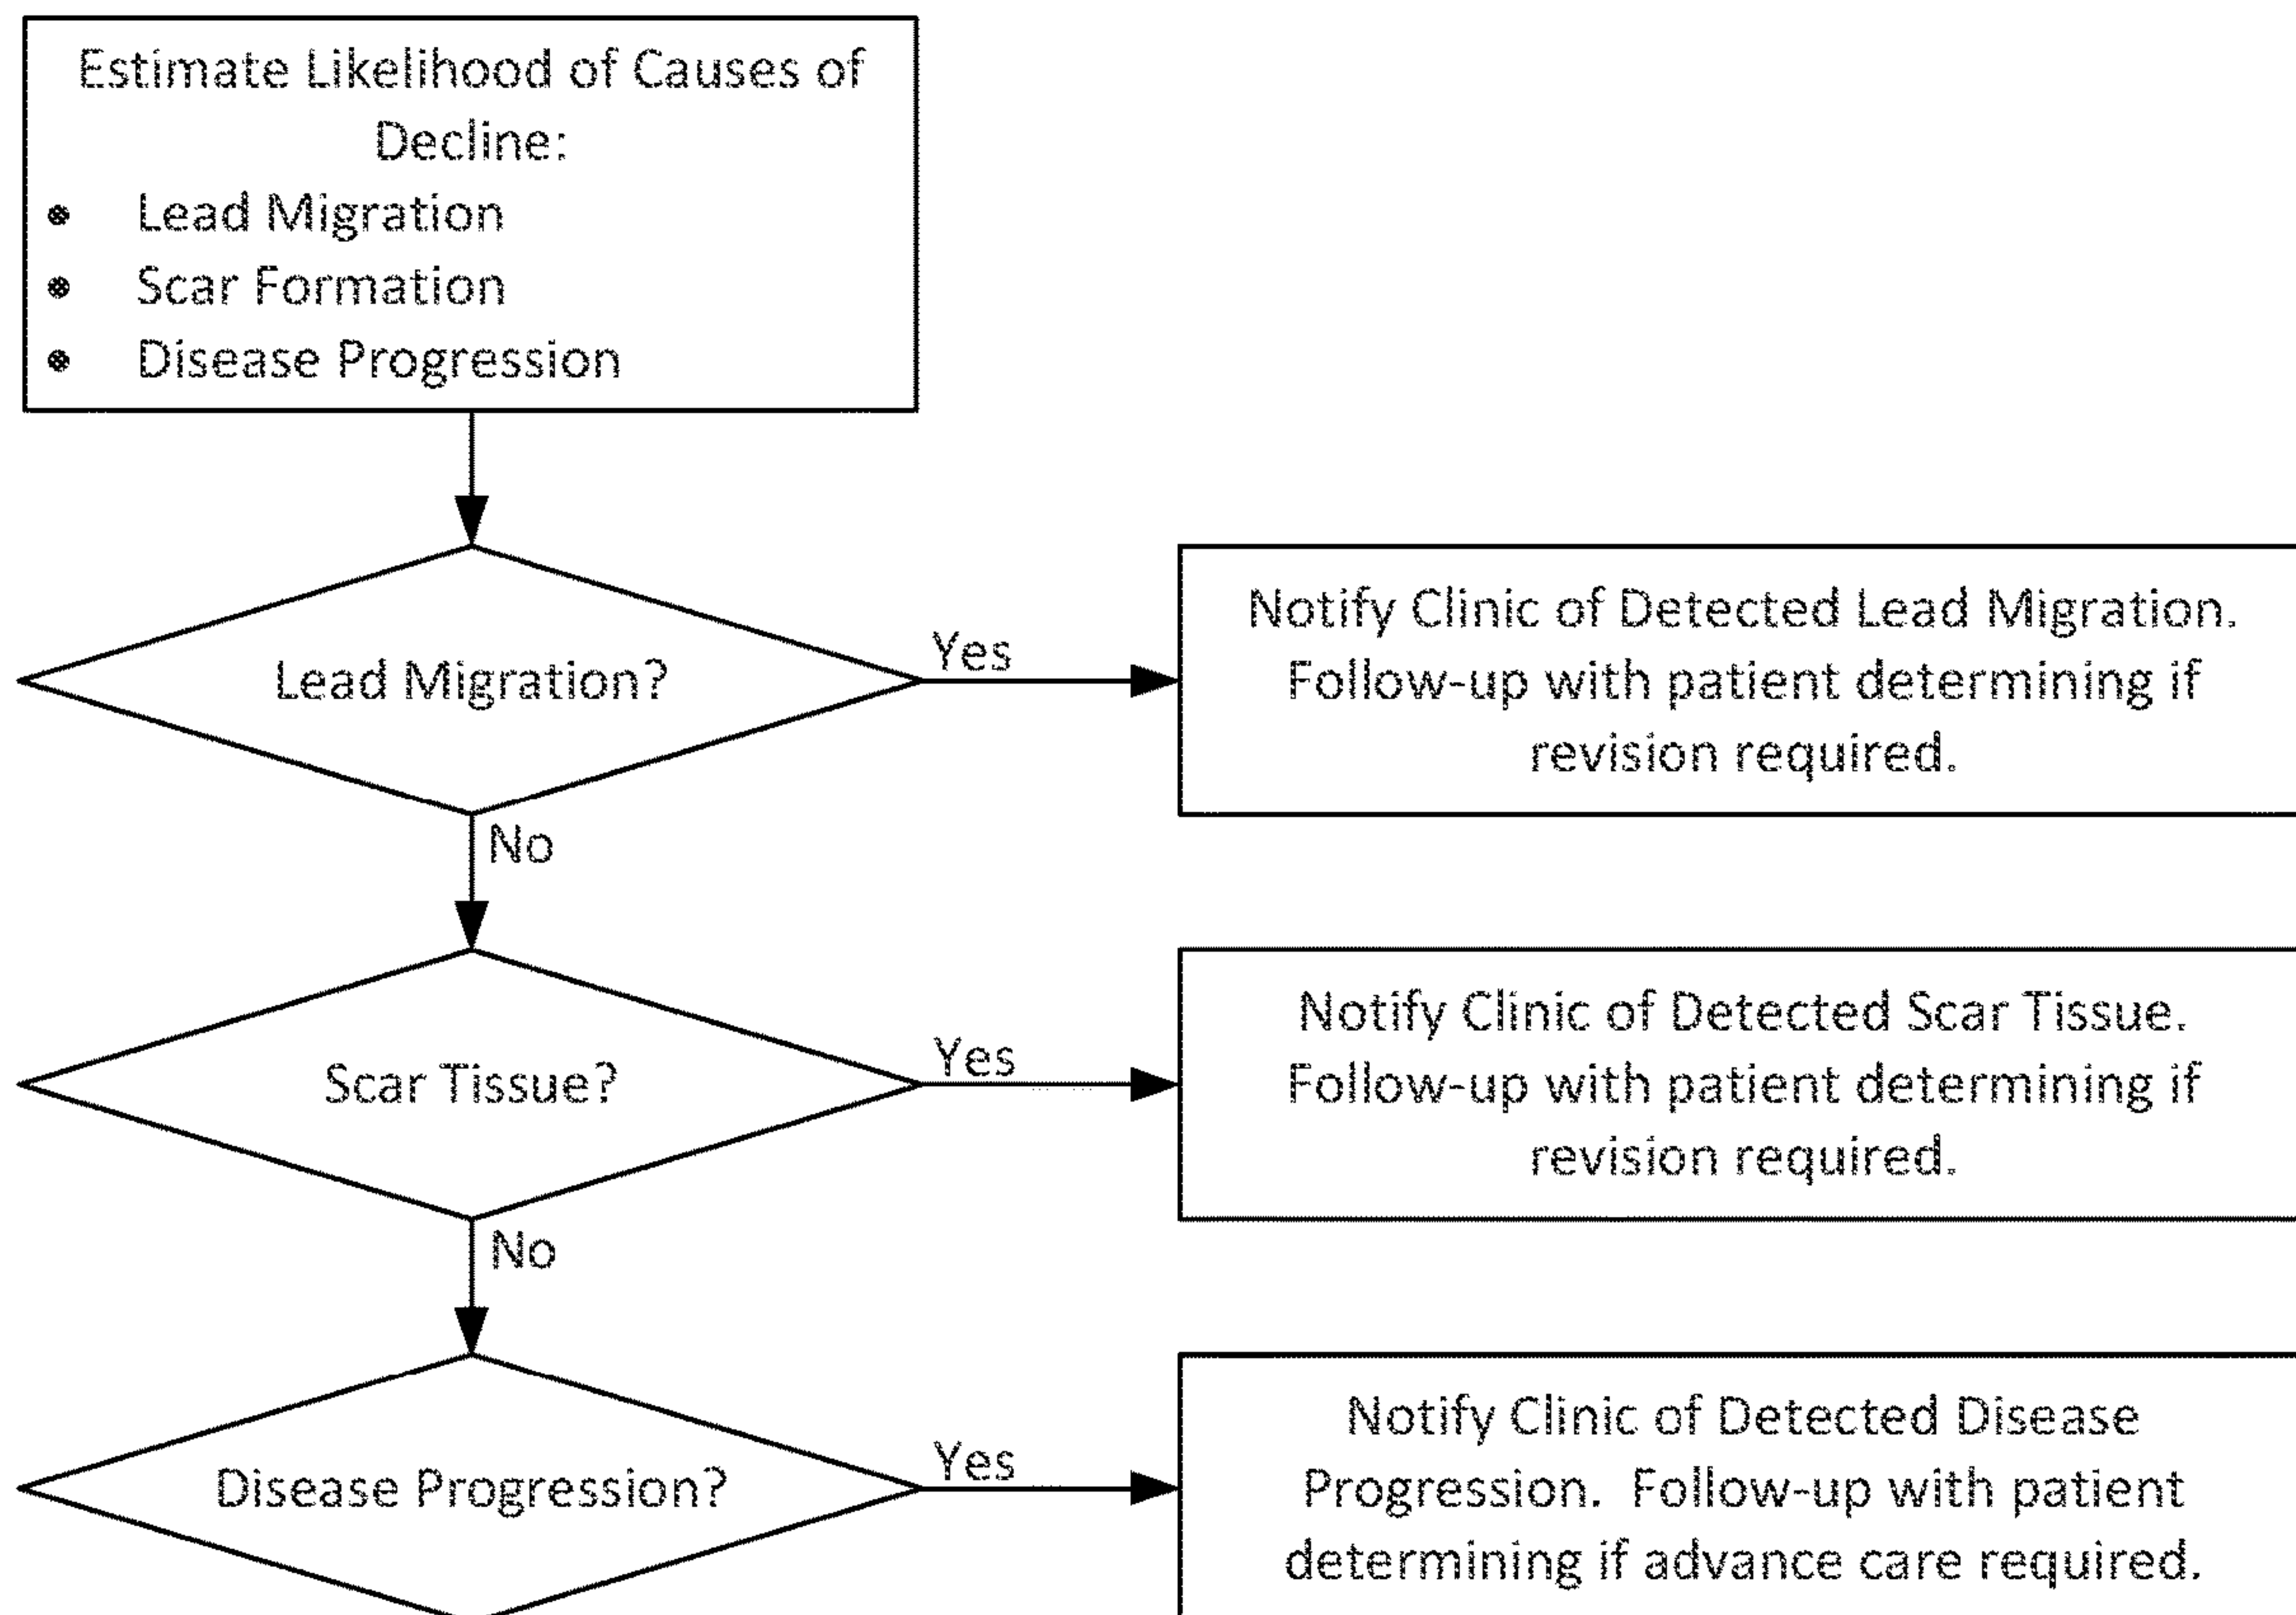 Estimate Likelihood of Causes of
Decline:
• Lead Migration
• Scar Formation
• Disease Progression
Lead Migration?
Yes
Notify Clinic of Detected Lead Migration.
Follow-up with patient determining if
revision required.
No
Scar Tissue?
Yes
Notify Clinic of Detected Scar Tissue.
Follow-up with patient determining if
revision required.
No
Disease Progression?
Yes
Notify Clinic of Detected Disease
Progression.  Follow-up with patient
determining if advance care required.